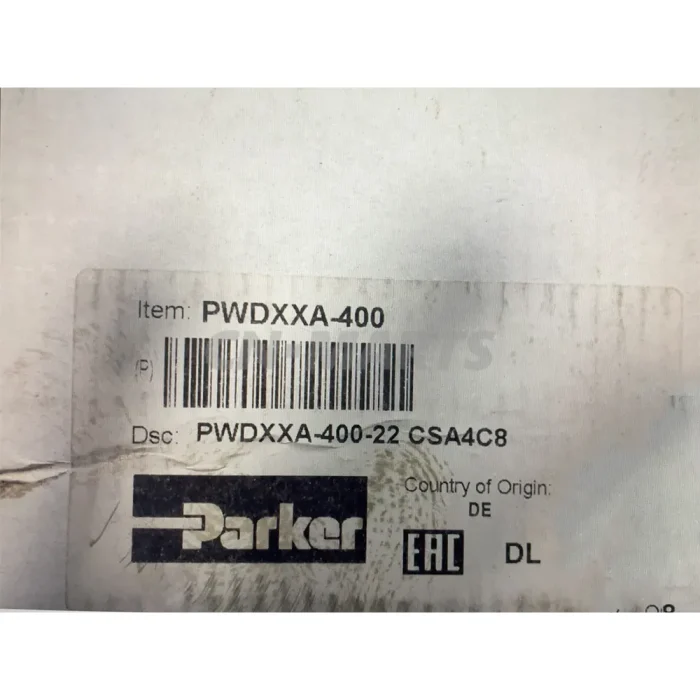 Item: PWDXXA-400
(P)
Dsc: PWDXXA-400-22 CSA4C8
Parker
Country of Origin:
DE
EAC
DL